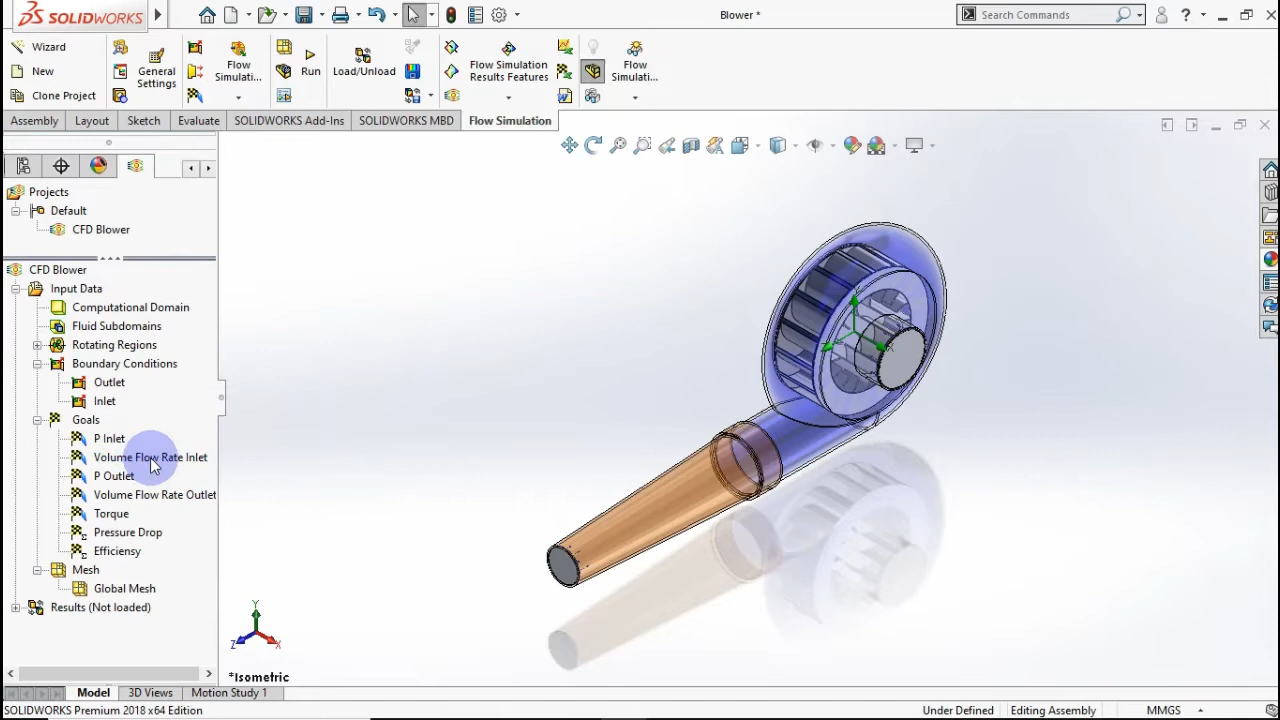 SOLIDWORKS
Blower *
Search Commands
Wizard
New
Clone Project
General Settings
Flow Simulati...
Run
Load/Unload
Flow Simulation Results Features
Flow Simulati...
Assembly
Layout
Sketch
Evaluate
SOLIDWORKS Add-Ins
SOLIDWORKS MBD
Flow Simulation
Projects
Default
CFD Blower
CFD Blower
Input Data
Computational Domain
Fluid Subdomains
Rotating Regions
Boundary Conditions
Outlet
Inlet
Goals
P Inlet
Volume Flow Rate Inlet
P Outlet
Volume Flow Rate Outlet
Torque
Pressure Drop
Efficiency
Mesh
Global Mesh
Results (Not loaded)
Y
Z
X
*Isometric
Model
3D Views
Motion Study 1
SOLIDWORKS Premium 2018 x64 Edition
Under Defined
Editing Assembly
MMGS